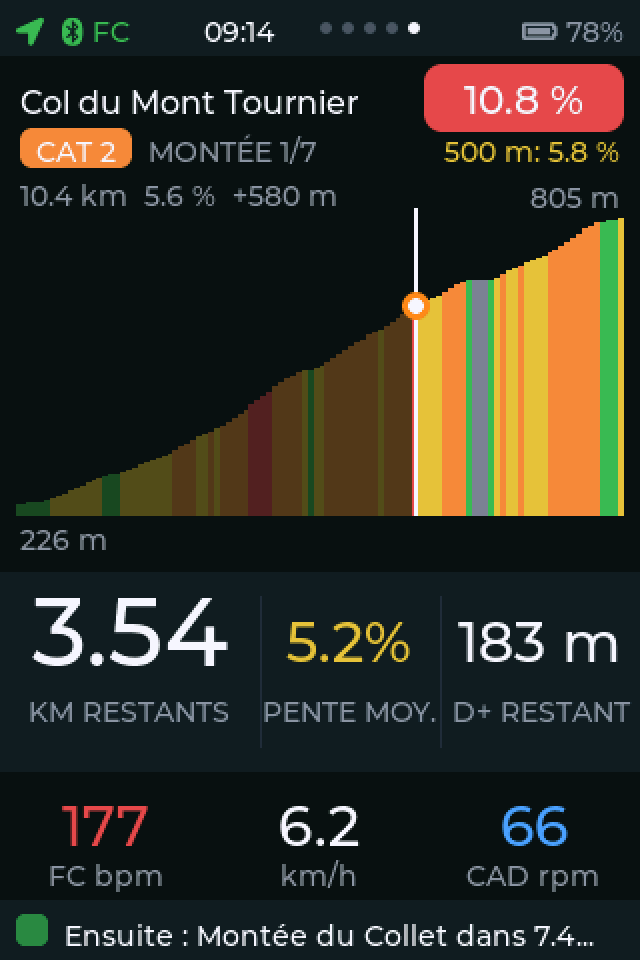 FC 09:14 78%
Col du Mont Tournier 10.8 %
CAT 2 MONTÉE 1/7 500 m: 5.8 %
10.4 km 5.6 % +580 m 805 m
226 m
3.54 5.2% 183 m
KM RESTANTS PENTE MOY. D+ RESTANT
177 6.2 66
FC bpm km/h CAD rpm
Ensuite : Montée du Collet dans 7.4...